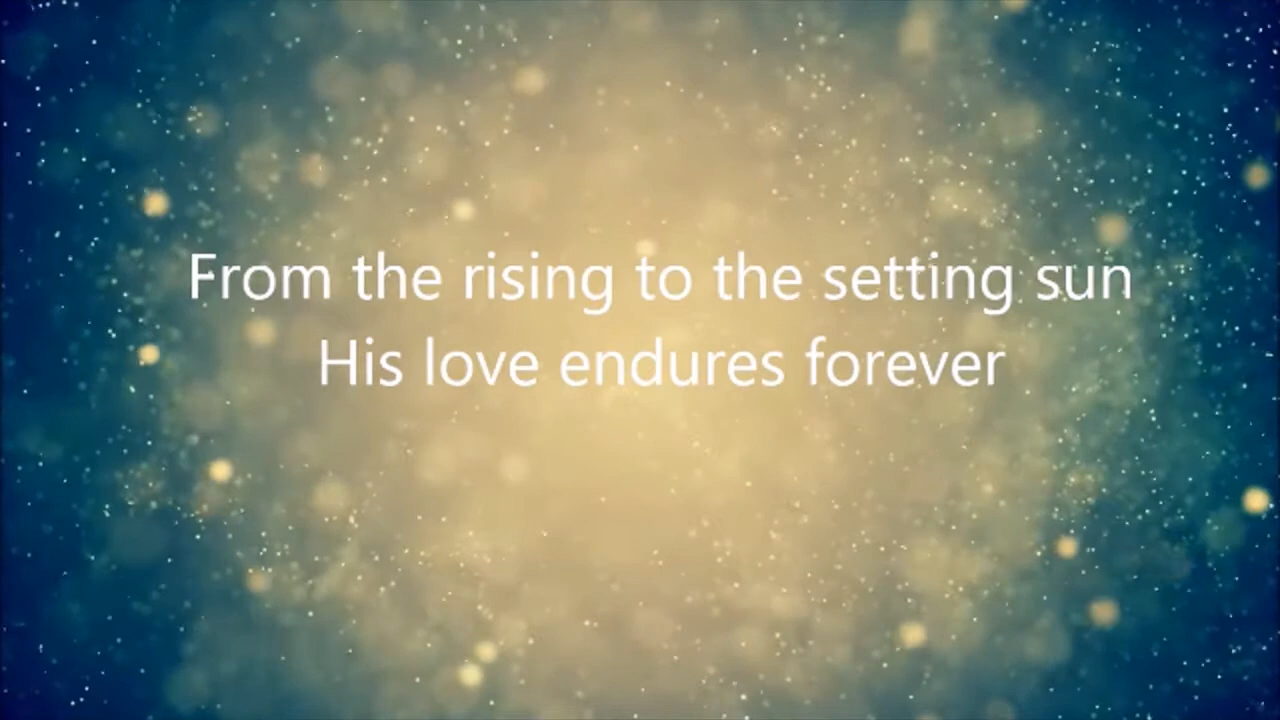 From the rising to the setting sun
His love endures forever